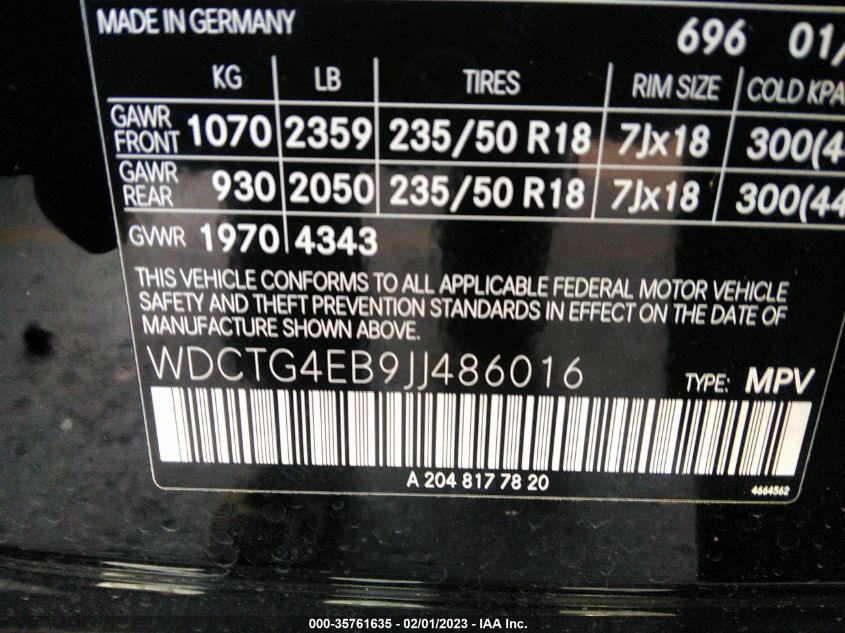 MADE IN GERMANY 696 01/
KG LB TIRES RIM SIZE COLD KPA
GAWR FRONT 1070 2359 235/50 R18 7Jx18 300(4
GAWR REAR 930 2050 235/50 R18 7Jx18 300(44
GVWR 1970 4343
THIS VEHICLE CONFORMS TO ALL APPLICABLE FEDERAL MOTOR VEHICLE
SAFETY AND THEFT PREVENTION STANDARDS IN EFFECT ON THE DATE OF
MANUFACTURE SHOWN ABOVE.
WDCTG4EB9JJ486016 TYPE: MPV
A 204 817 78 20 4664562
000-35761635 - 02/01/2023 - IAA Inc.